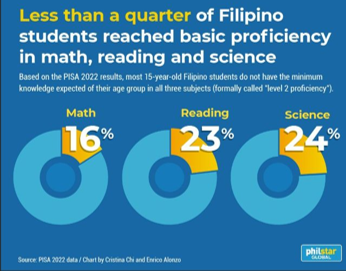 Less than a quarter of Filipino
students reached basic proficiency
in math, reading and science
Based on the PISA 2022 results, most 15-year-old Filipino students do not have the minimum
knowledge expected of their age group in all three subjects (formally called "level 2 proficiency").
Math
16%
Reading
23%
Science
24%
Source: PISA 2022 data / Chart by Cristina Chi and Enrico Alonzo
philstar
GLOBAL